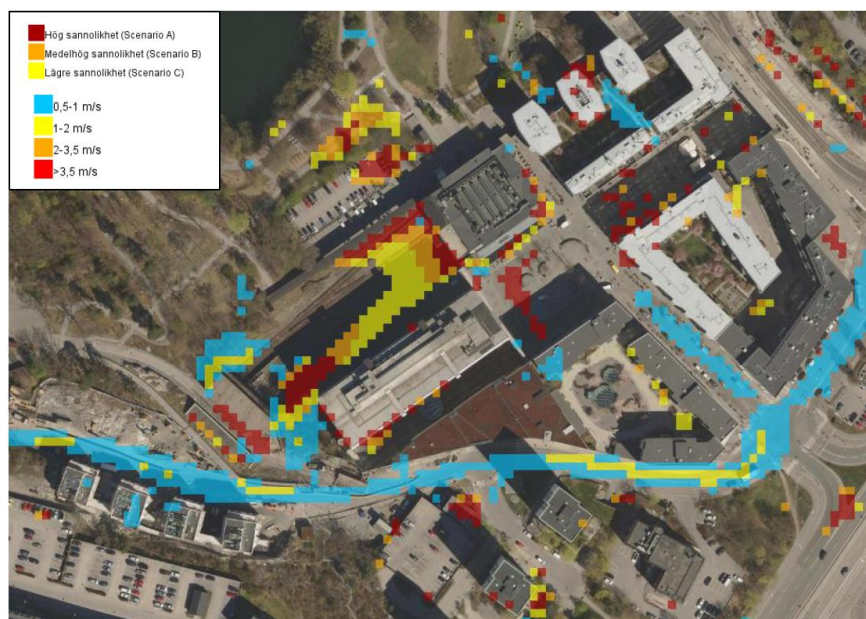 Hög sannolikhet (Scenario A)
Medelhög sannolikhet (Scenario B)
Lägre sannolikhet (Scenario C)
0,5-1 m/s
1-2 m/s
2-3,5 m/s
>3,5 m/s